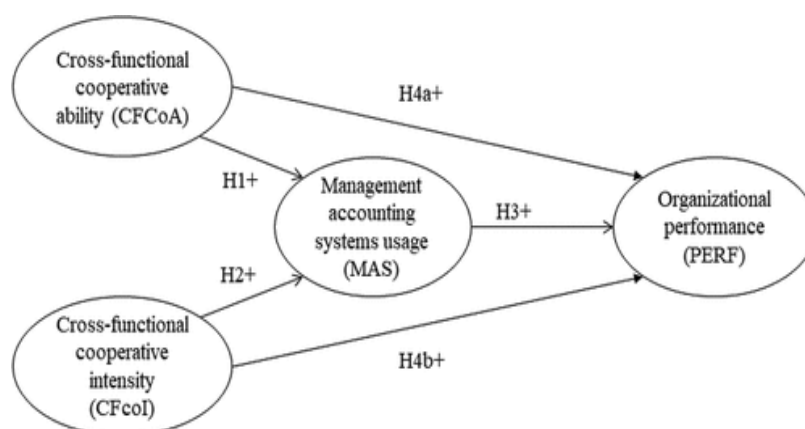 Cross-functional
cooperative
ability (CFCoA)
H4a+
H1+
Management
accounting
systems usage
(MAS)
H3+
Organizational
performance
(PERF)
H2+
Cross-functional
cooperative
intensity
(CFcoI)
H4b+